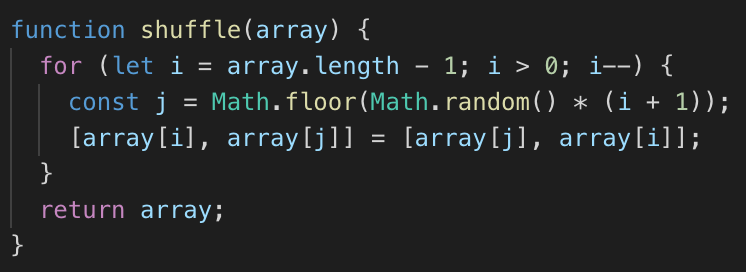 function shuffle(array) {
  for (let i = array.length - 1; i > 0; i--) {
    const j = Math.floor(Math.random() * (i + 1));
    [array[i], array[j]] = [array[j], array[i]];
  }
  return array;
}